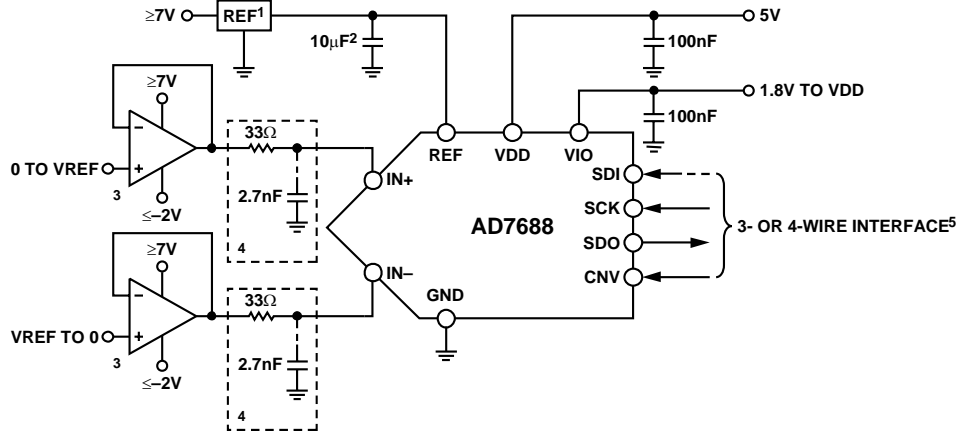 ≥7V
REF1
10μF2
5V
100nF
1.8V TO VDD
100nF
≥7V
33Ω
0 TO VREF
−
+
3
2.7nF
≤–2V
4
REF
VDD
VIO
IN+
SDI
SCK
AD7688
SDO
3- OR 4-WIRE INTERFACE5
CNV
IN–
GND
≥7V
33Ω
VREF TO 0
−
+
3
2.7nF
≤–2V
4